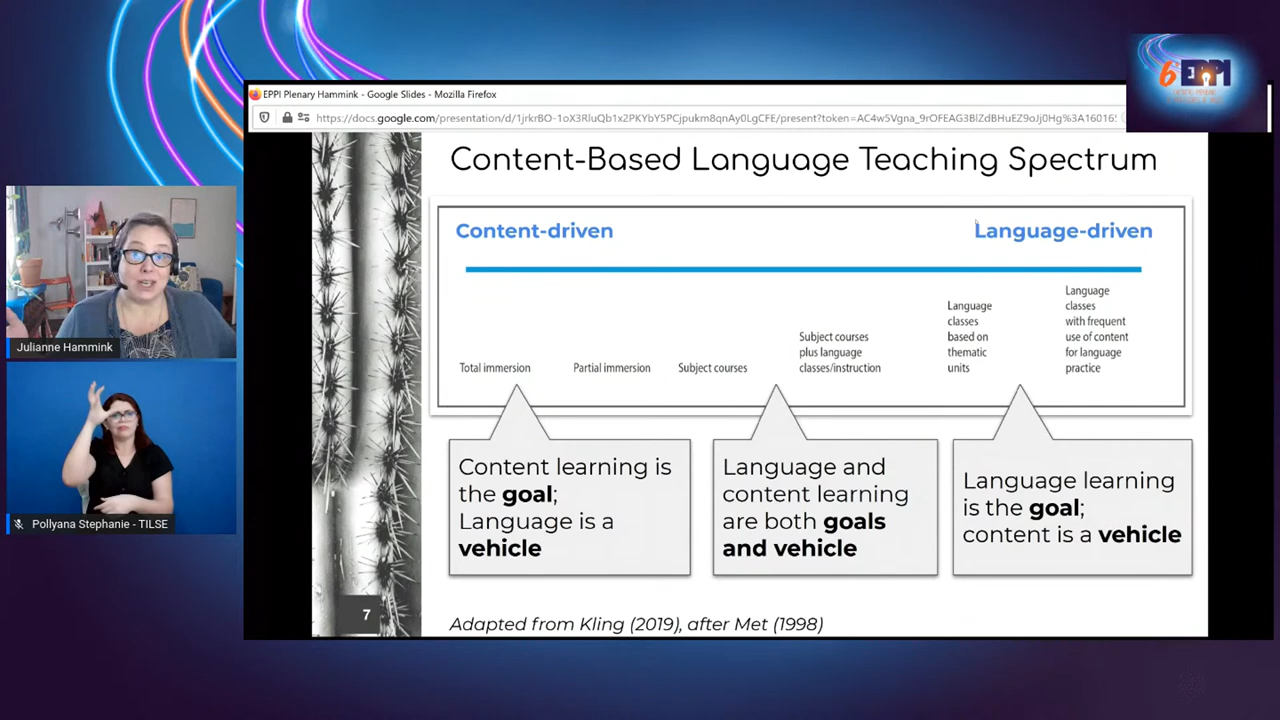 EPPI Plenary Hammink - Google Slides - Mozilla Firefox
6 EPPI
Content-Based Language Teaching Spectrum
Content-driven
Language-driven
Total immersion
Partial immersion
Subject courses
Subject courses
plus language
classes/instruction
Language
classes
based on
thematic
units
Language
classes
with frequent
use of content
for language
practice
Content learning is
the goal;
Language is a
vehicle
Language and
content learning
are both goals
and vehicle
Language learning
is the goal;
content is a vehicle
7
Adapted from Kling (2019), after Met (1998)
Julianne Hammink
Pollyana Stephanie - TILSE